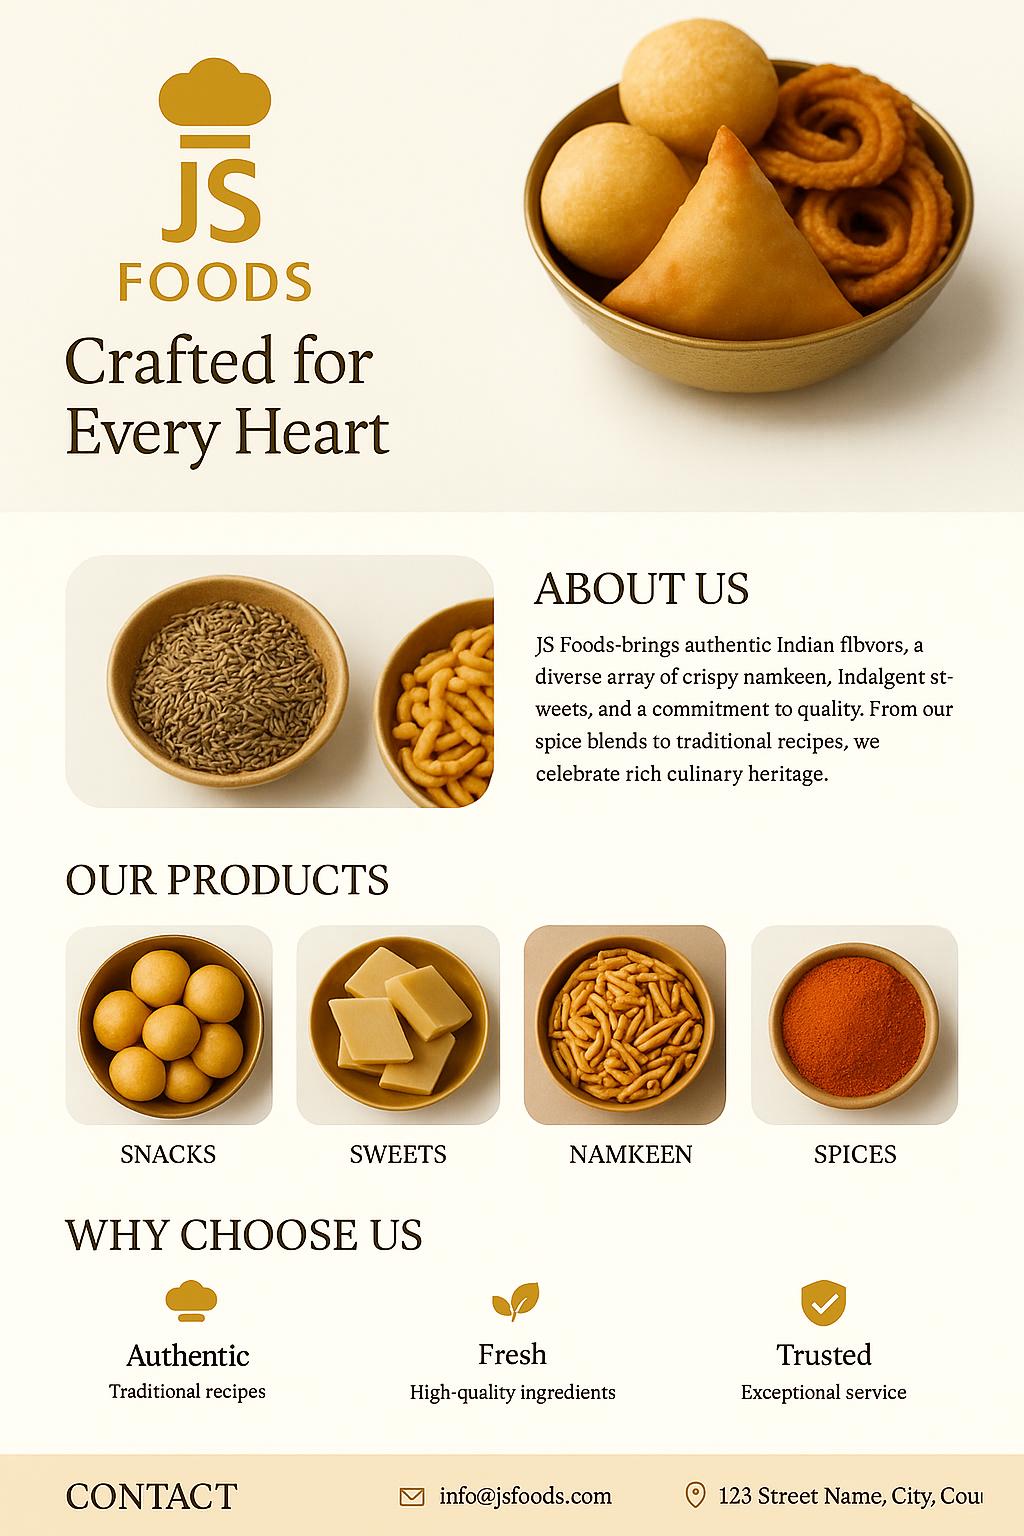 JS
FOODS
Crafted for
Every Heart
ABOUT US
JS Foods-brings authentic Indian flbvors, a
diverse array of crispy namkeen, Indalgent st-
weets, and a commitment to quality. From our
spice blends to traditional recipes, we
celebrate rich culinary heritage.
OUR PRODUCTS
SNACKS
SWEETS
NAMKEEN
SPICES
WHY CHOOSE US
Authentic
Traditional recipes
Fresh
High-quality ingredients
Trusted
Exceptional service
CONTACT
info@jsfoods.com
123 Street Name, City,